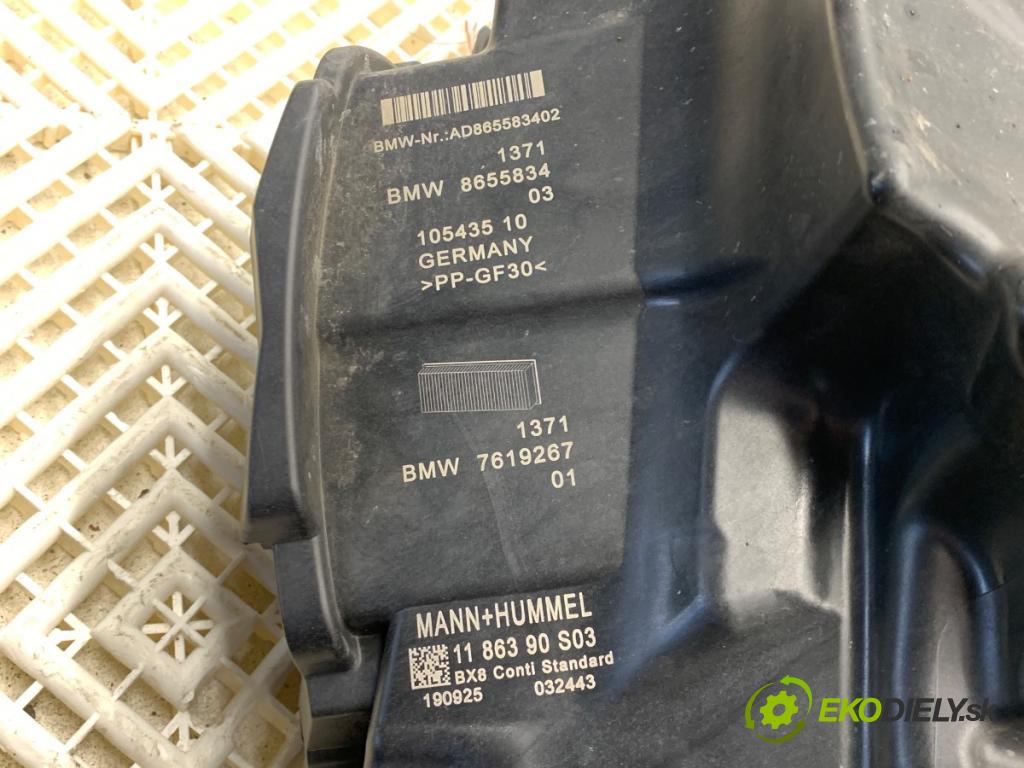 BMW-Nr.:AD865583402
1371
BMW 8655834
03
105435 10
GERMANY
>PP-GF30<
1371
BMW 7619267
01
MANN+HUMMEL
11 863 90 S03
BX8 Conti Standard
190925 032443
EKODIELY.sk